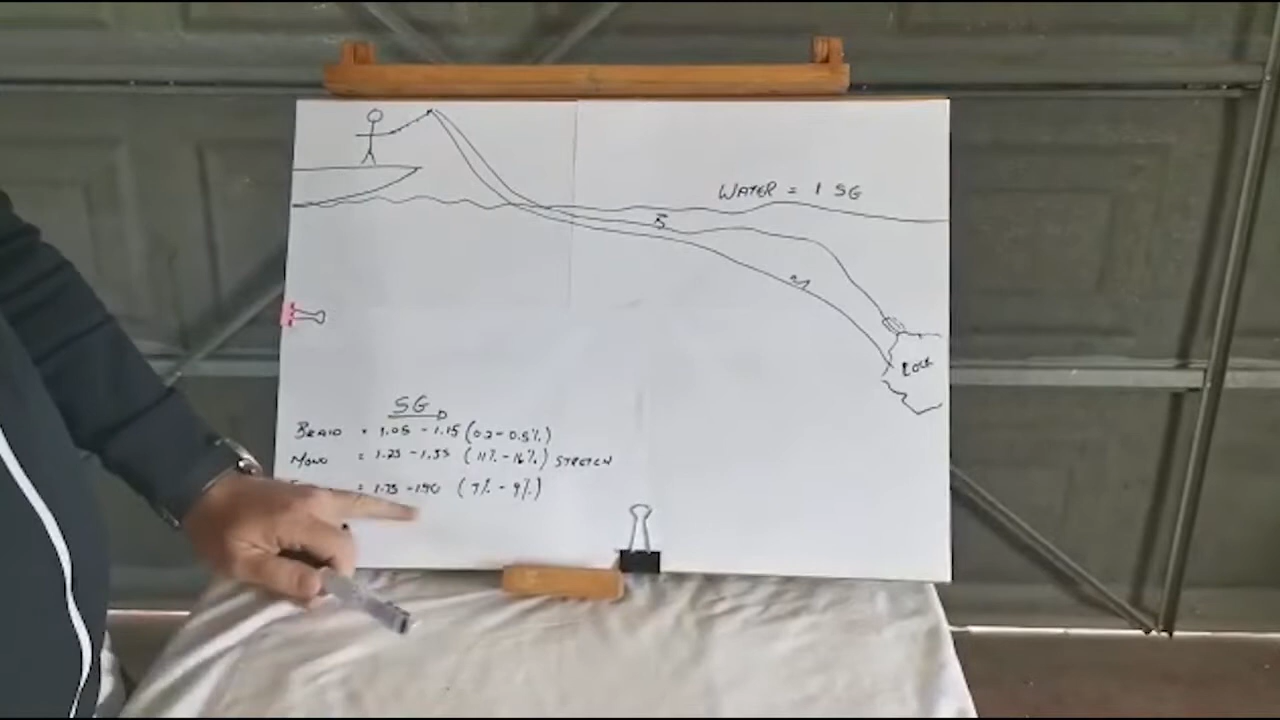 WATER = 1 SG
B
M
ROCK
SG
BRAID = 1.05 - 1.15 (0.2 - 0.5%)
MONO = 1.25 - 1.35 (11% - 16%) STRETCH
= 1.75 - 1.90 (7% - 9%)